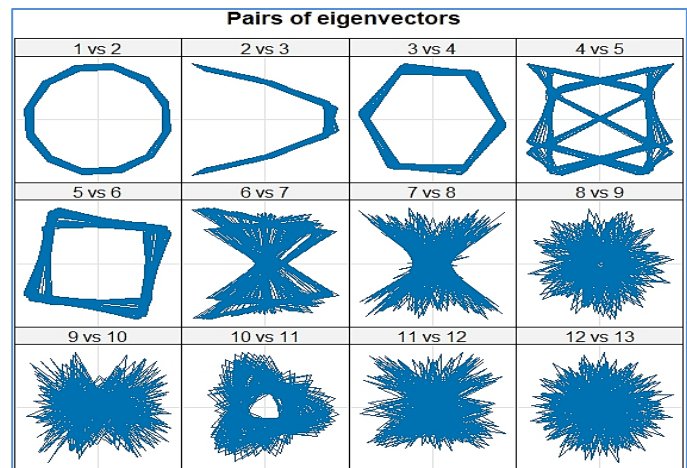 Pairs of eigenvectors
1 vs 2 2 vs 3 3 vs 4 4 vs 5
5 vs 6 6 vs 7 7 vs 8 8 vs 9
9 vs 10 10 vs 11 11 vs 12 12 vs 13